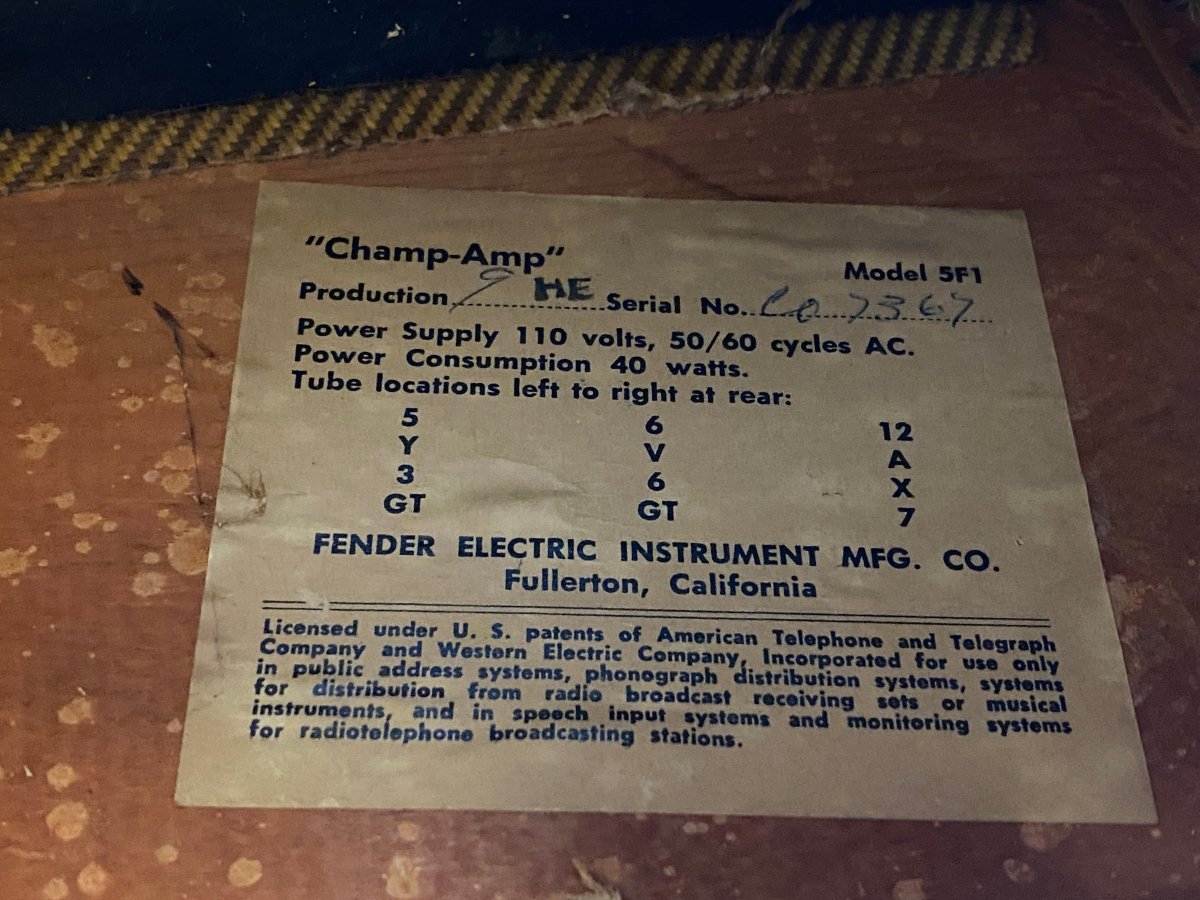 "Champ-Amp"
Model 5F1
Production 9 HE Serial No. C07367
Power Supply 110 volts, 50/60 cycles AC.
Power Consumption 40 watts.
Tube locations left to right at rear:
5 6 12
Y V A
3 6 X
GT GT 7
FENDER ELECTRIC INSTRUMENT MFG. CO.
Fullerton, California
Licensed under U. S. patents of American Telephone and Telegraph
Company and Western Electric Company, Incorporated for use only
in public address systems, phonograph distribution systems, systems
for distribution from radio broadcast receiving sets or musical
instruments, and in speech input systems and monitoring systems
for radiotelephone broadcasting stations.